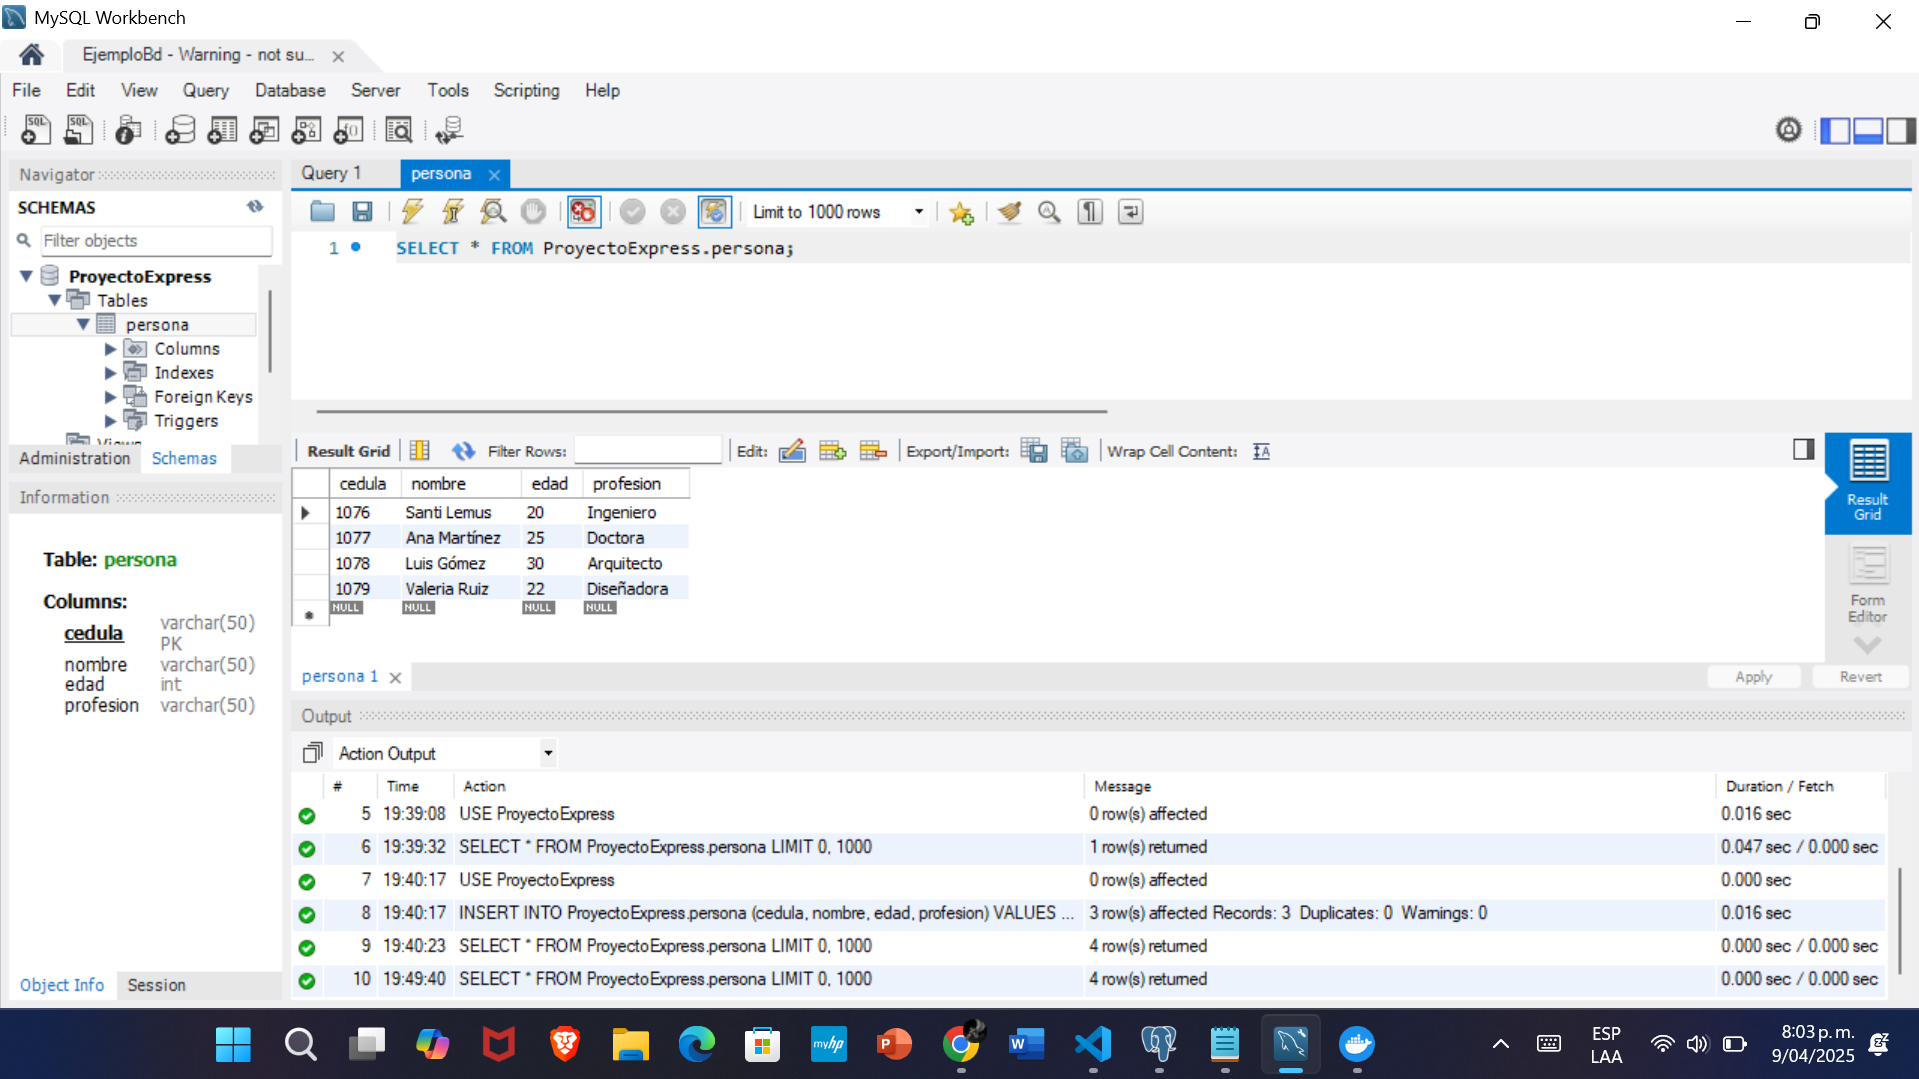 MySQL Workbench
EjemploBd - Warning - not su...
File Edit View Query Database Server Tools Scripting Help
Navigator
SCHEMAS
Filter objects
ProyectoExpress
Tables
persona
Columns
Indexes
Foreign Keys
Triggers
Views
Administration Schemas
Information
Table: persona
Columns:
cedula varchar(50) PK
nombre varchar(50)
edad int
profesion varchar(50)
Object Info Session
Query 1 persona
Limit to 1000 rows
1 SELECT * FROM ProyectoExpress.persona;
Result Grid Filter Rows: Edit: Export/Import: Wrap Cell Content:
cedula nombre edad profesion
1076 Santi Lemus 20 Ingeniero
1077 Ana Martínez 25 Doctora
1078 Luis Gómez 30 Arquitecto
1079 Valeria Ruiz 22 Diseñadora
NULL NULL NULL NULL
Result Grid
Form Editor
persona 1
Apply Revert
Output
Action Output
# Time Action Message Duration / Fetch
5 19:39:08 USE ProyectoExpress 0 row(s) affected 0.016 sec
6 19:39:32 SELECT * FROM ProyectoExpress.persona LIMIT 0, 1000 1 row(s) returned 0.047 sec / 0.000 sec
7 19:40:17 USE ProyectoExpress 0 row(s) affected 0.000 sec
8 19:40:17 INSERT INTO ProyectoExpress.persona (cedula, nombre, edad, profesion) VALUES ... 3 row(s) affected Records: 3 Duplicates: 0 Warnings: 0 0.016 sec
9 19:40:23 SELECT * FROM ProyectoExpress.persona LIMIT 0, 1000 4 row(s) returned 0.000 sec / 0.000 sec
10 19:49:40 SELECT * FROM ProyectoExpress.persona LIMIT 0, 1000 4 row(s) returned 0.000 sec / 0.000 sec
myhp
ESP
LAA
8:03 p. m.
9/04/2025